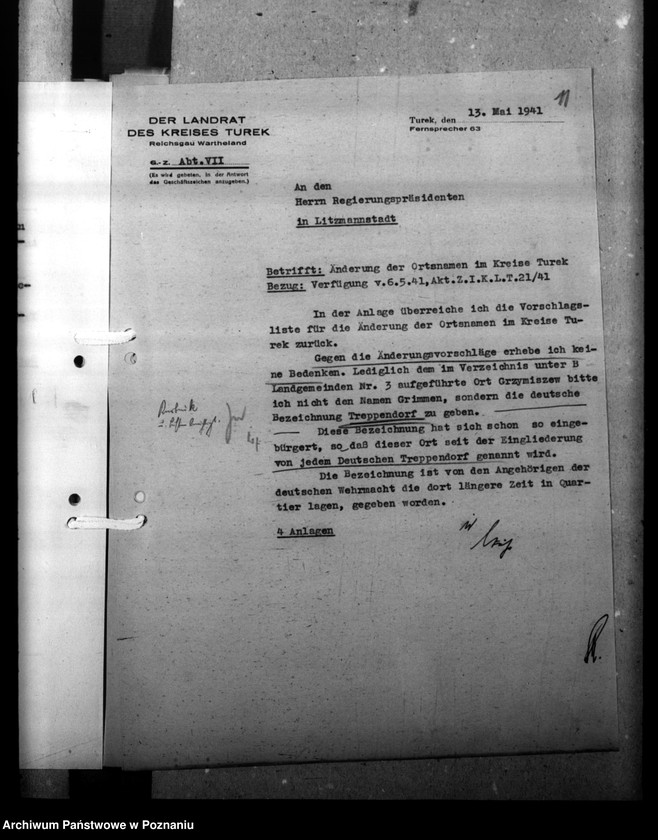 11
DER LANDRAT
DES KREISES TUREK
Reichsgau Wartheland
G.-Z. Abt.VII
(Es wird gebeten, in der Antwort
das Geschäftszeichen anzugeben.)
Turek, den 13. Mai 1941
Fernsprecher 63
An den
Herrn Regierungspräsidenten
in Litzmannstadt
Betrifft: Änderung der Ortsnamen im Kreise Turek
Bezug: Verfügung v.6.5.41,Akt.Z.I.K.L.T.21/41
In der Anlage überreiche ich die Vorschlags-
liste für die Änderung der Ortsnamen im Kreise Tu-
rek zurück.
Gegen die Änderungsvorschläge erhebe ich kei-
ne Bedenken. Lediglich dem im Verzeichnis unter B
Landgemeinden Nr. 3 aufgeführte Ort Grzymiszew bitte
ich nicht den Namen Grimmen, sondern die deutsche
Bezeichnung Treppendorf zu geben.
Diese Bezeichnung hat sich schon so einge-
bürgert, so daß dieser Ort seit der Eingliederung
von jedem Deutschen Treppendorf genannt wird.
Die Bezeichnung ist von den Angehörigen der
deutschen Wehrmacht die dort längere Zeit in Quar-
tier lagen, gegeben worden.
4 Anlagen
Archiwum Państwowe w Poznaniu